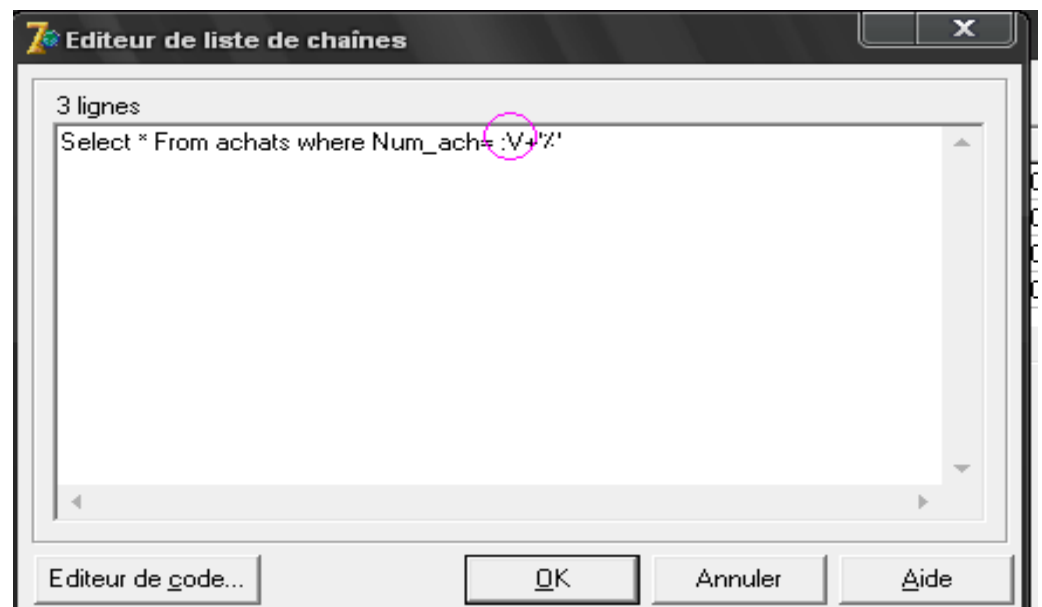 Editeur de liste de chaînes
x
3 lignes
Select * From achats where Num_ach= :V+'%'
Editeur de code...
OK
Annuler
Aide